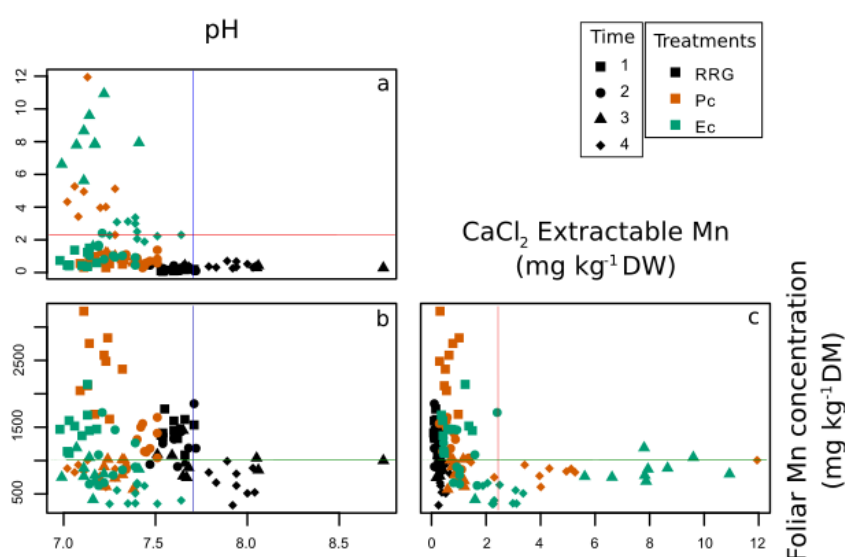 pH
Time
1
2
3
4
Treatments
RRG
Pc
Ec
a
12
10
8
6
4
2
0
CaCl2 Extractable Mn
(mg kg-1 DW)
b
2500
1500
500
7.0 7.5 8.0 8.5
c
0 2 4 6 8 10 12
Foliar Mn concentration
(mg kg-1 DM)